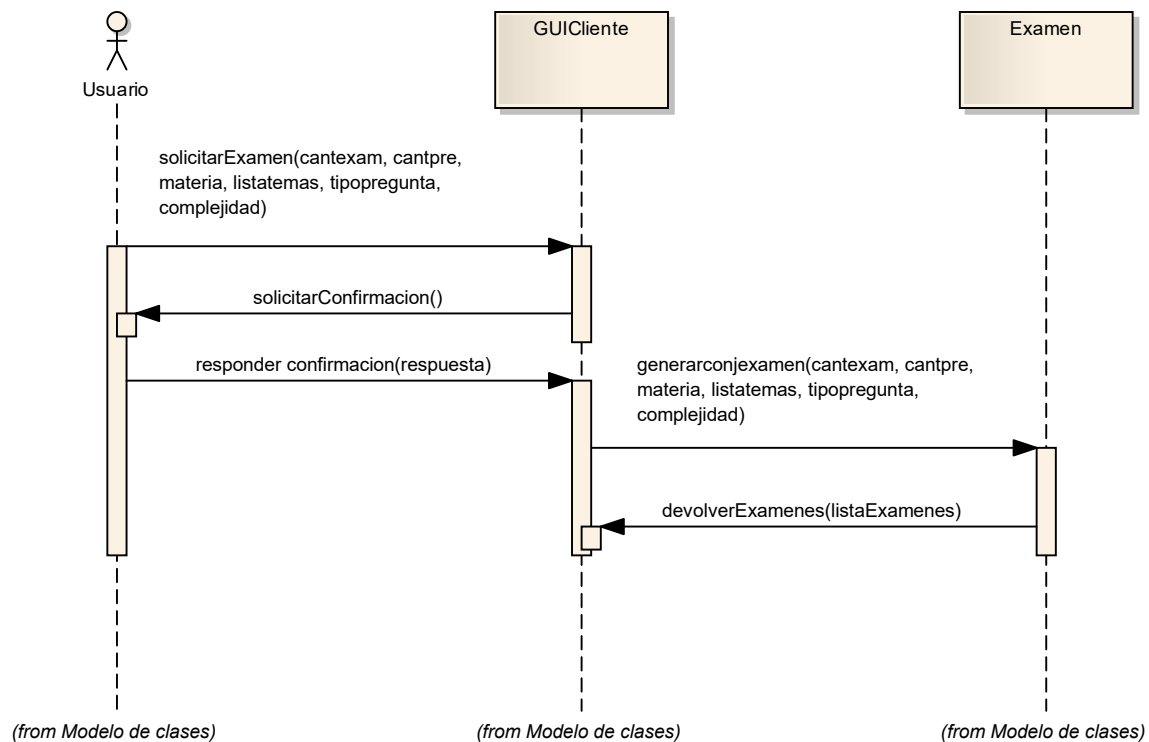 GUICliente
Examen
Usuario
solicitarExamen(cantexam, cantpre,
materia, listatemas, tipopregunta,
complejidad)
solicitarConfirmacion()
responder confirmacion(respuesta)
generarconjexamen(cantexam, cantpre,
materia, listatemas, tipopregunta,
complejidad)
devolverExamenes(listaExamenes)
(from Modelo de clases)
(from Modelo de clases)
(from Modelo de clases)